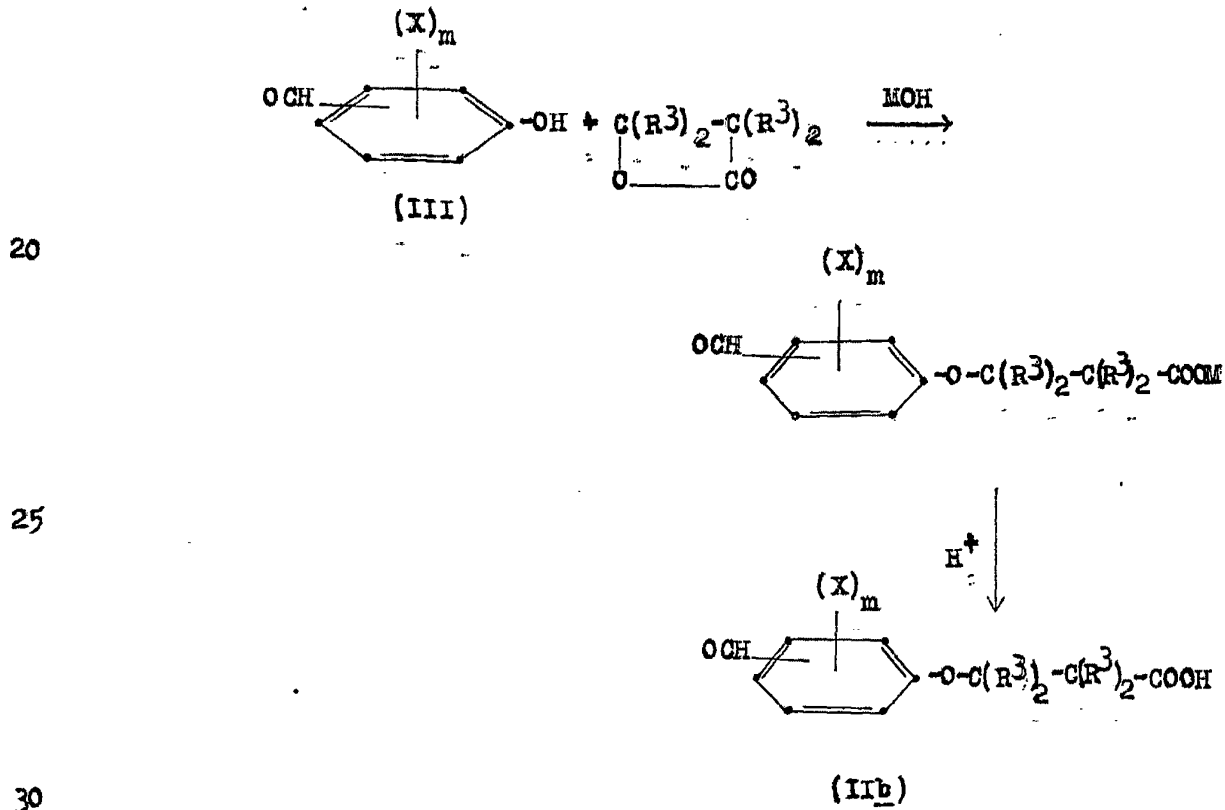 (X)m
OCH -OH + C(R3)2-C(R3)2 MOH
O CO
(III)
20
(X)m
OCH -O-C(R3)2-C(R3)2-COOM
25
H+
(X)m
OCH -O-C(R3)2-C(R3)2-COOH
(IIb)
30